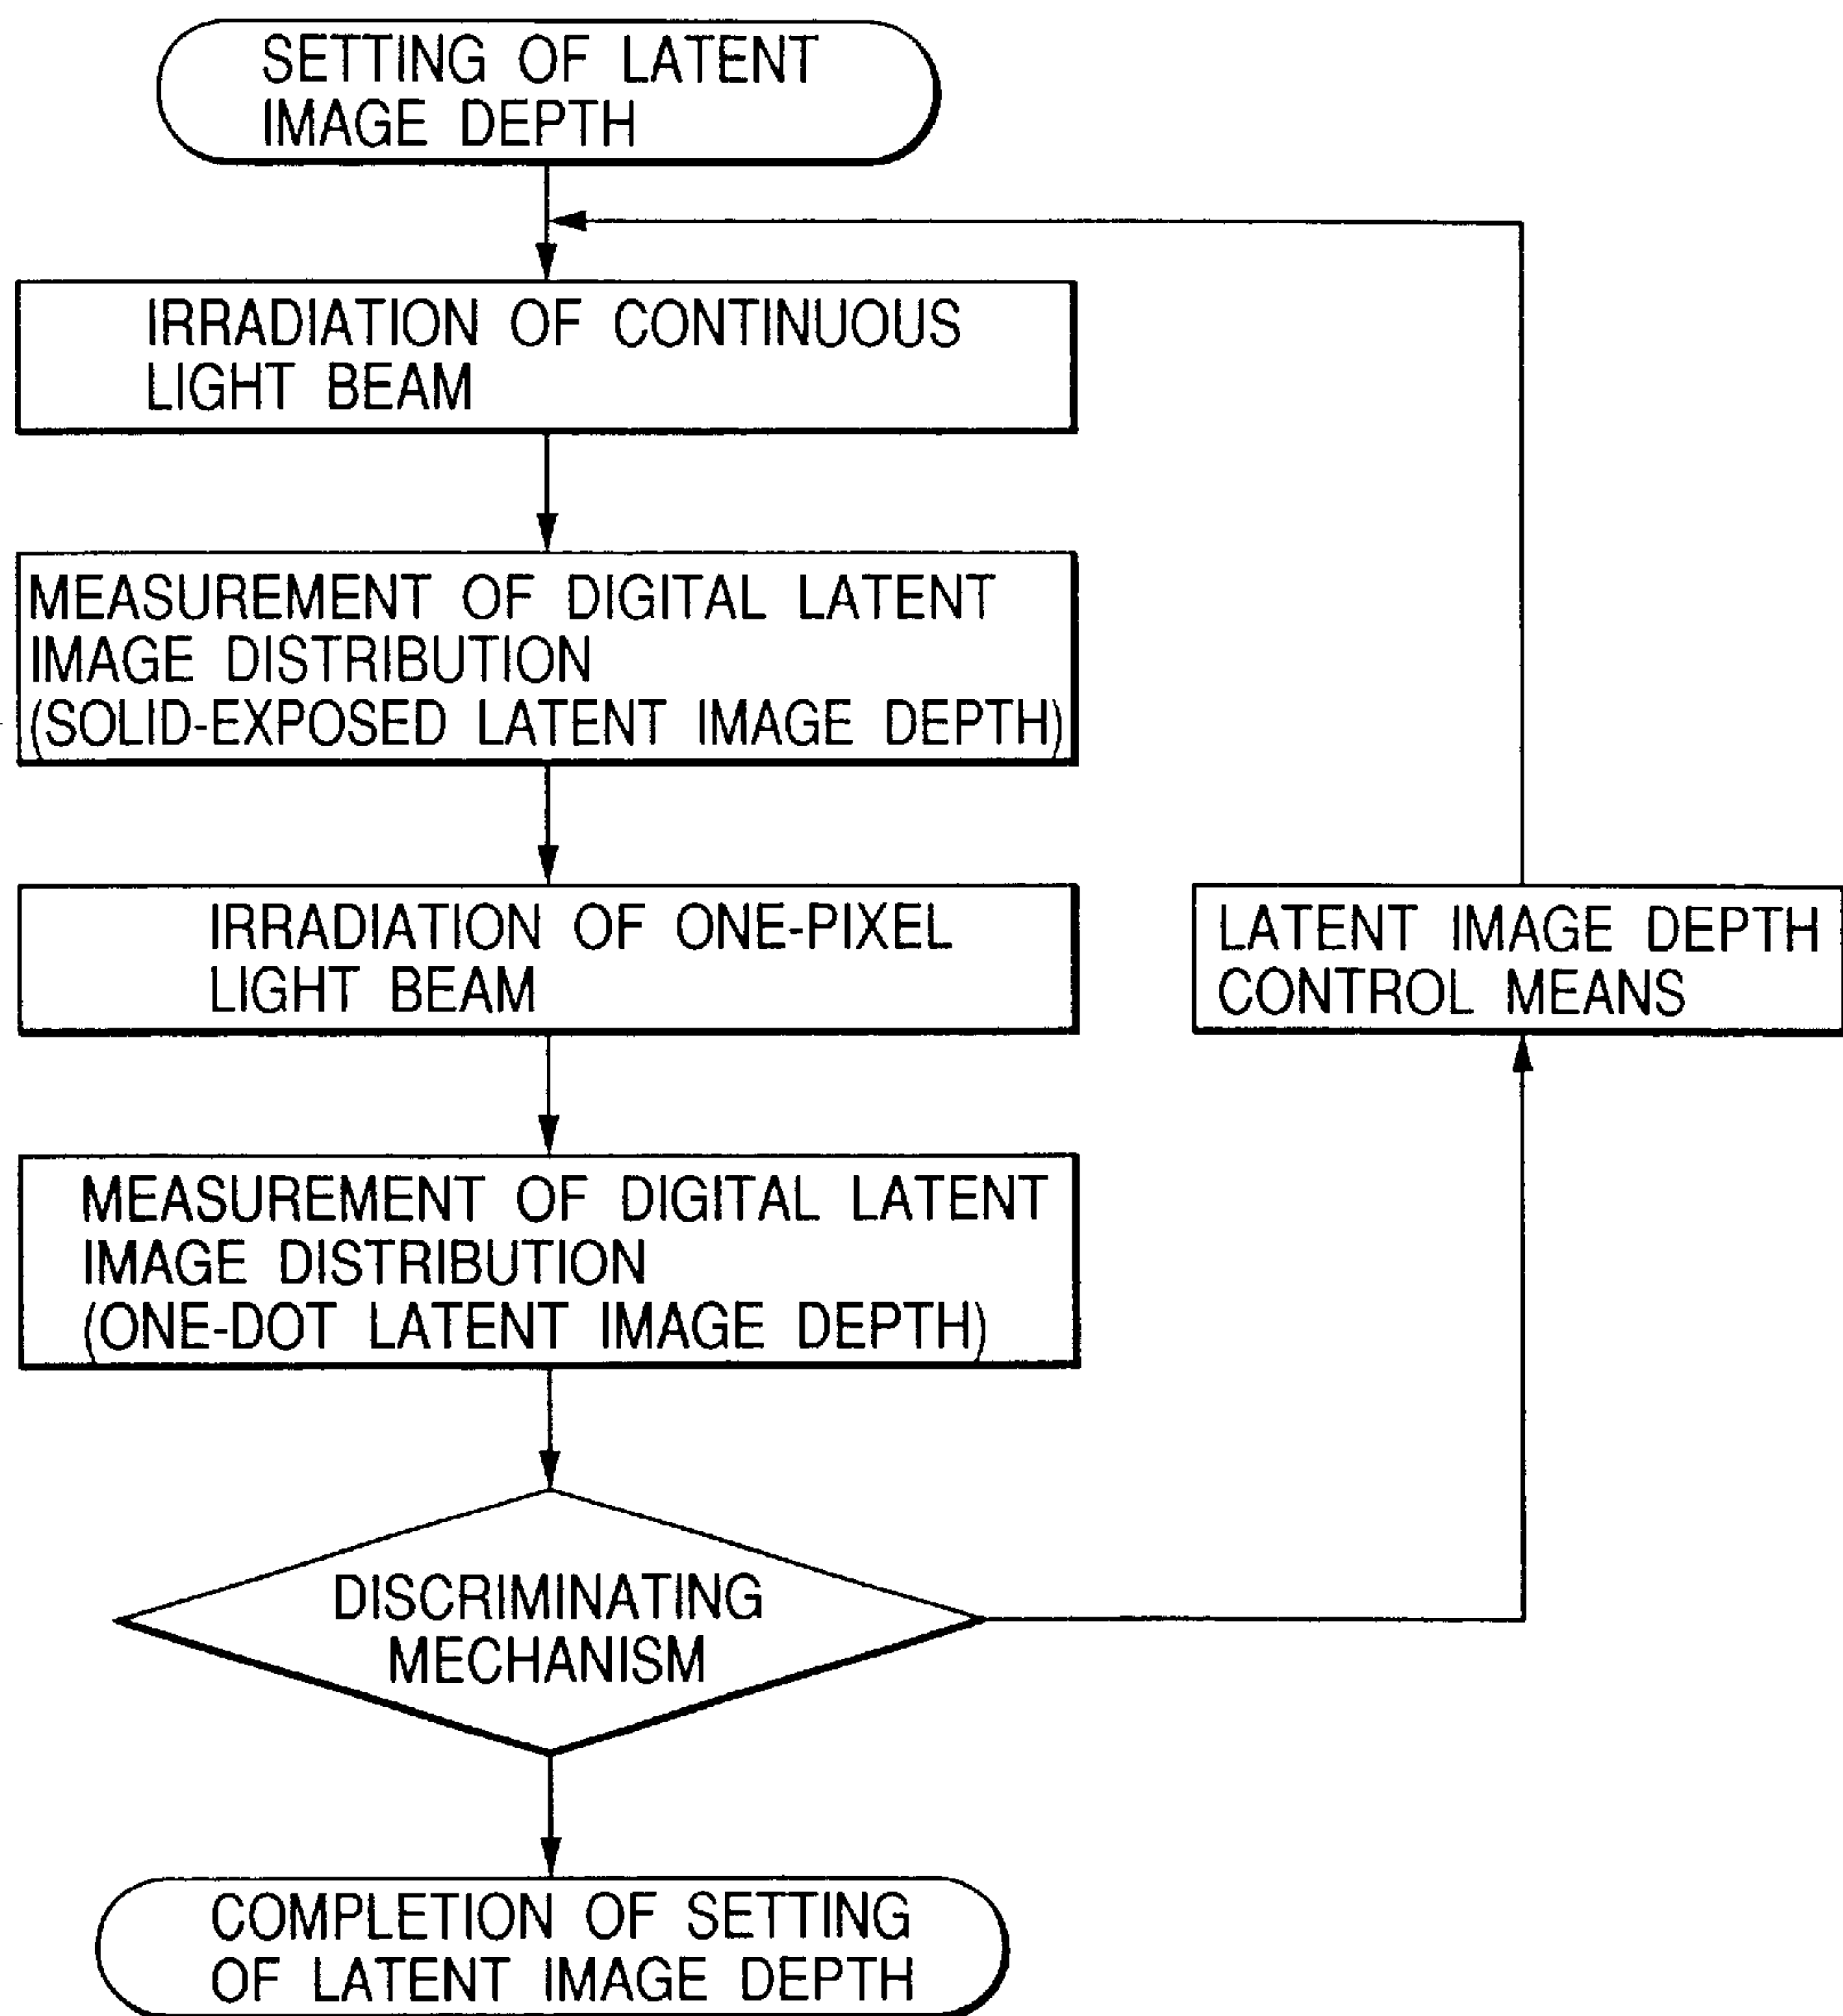 SETTING OF LATENT
IMAGE DEPTH
IRRADIATION OF CONTINUOUS
LIGHT BEAM
MEASUREMENT OF DIGITAL LATENT
IMAGE DISTRIBUTION
(SOLID-EXPOSED LATENT IMAGE DEPTH)
IRRADIATION OF ONE-PIXEL
LIGHT BEAM
LATENT IMAGE DEPTH
CONTROL MEANS
MEASUREMENT OF DIGITAL LATENT
IMAGE DISTRIBUTION
(ONE-DOT LATENT IMAGE DEPTH)
DISCRIMINATING
MECHANISM
COMPLETION OF SETTING
OF LATENT IMAGE DEPTH